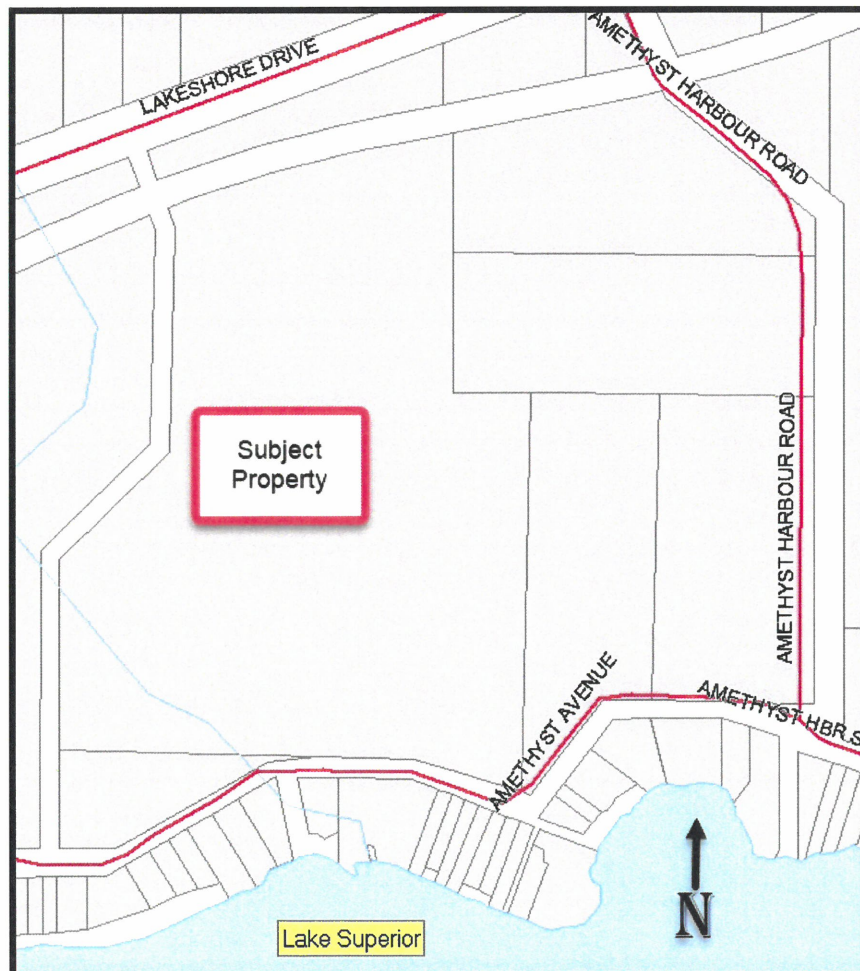 LAKESHORE DRIVE
AMETHYST HARBOUR ROAD
Subject
Property
AMETHYST HARBOUR ROAD
AMETHYST AVENUE
AMETHYST HBR.S
Lake Superior
N